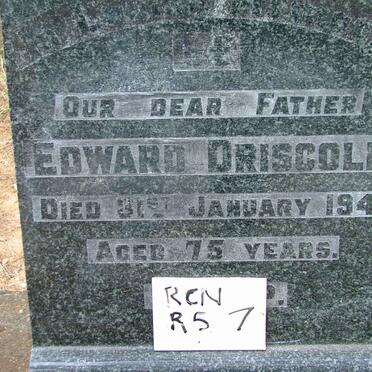 OUR DEAR FATHER
EDWARD DRISCOLL
DIED 31ST JANUARY 194
AGED 75 YEARS.
P.
RCN
R5 7